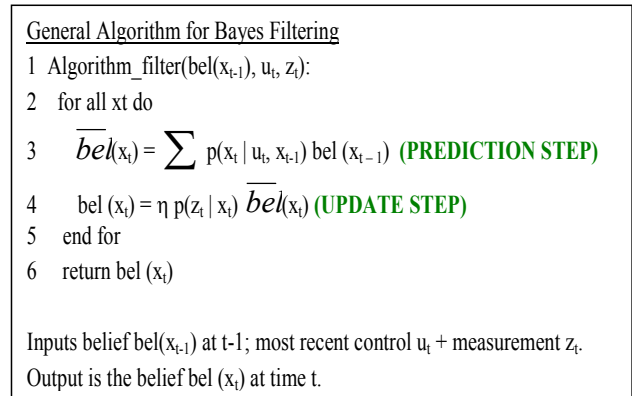 General Algorithm for Bayes Filtering
1 Algorithm_filter(bel(xₜ₋₁), uₜ, zₜ):
2 for all xt do
3 b̅e̅l̅(xₜ) = ∑ p(xₜ | uₜ, xₜ₋₁) bel (xₜ₋₁) (PREDICTION STEP)
4 bel (xₜ) = η p(zₜ | xₜ) b̅e̅l̅(xₜ) (UPDATE STEP)
5 end for
6 return bel (xₜ)
Inputs belief bel(xₜ₋₁) at t-1; most recent control uₜ + measurement zₜ.
Output is the belief bel (xₜ) at time t.